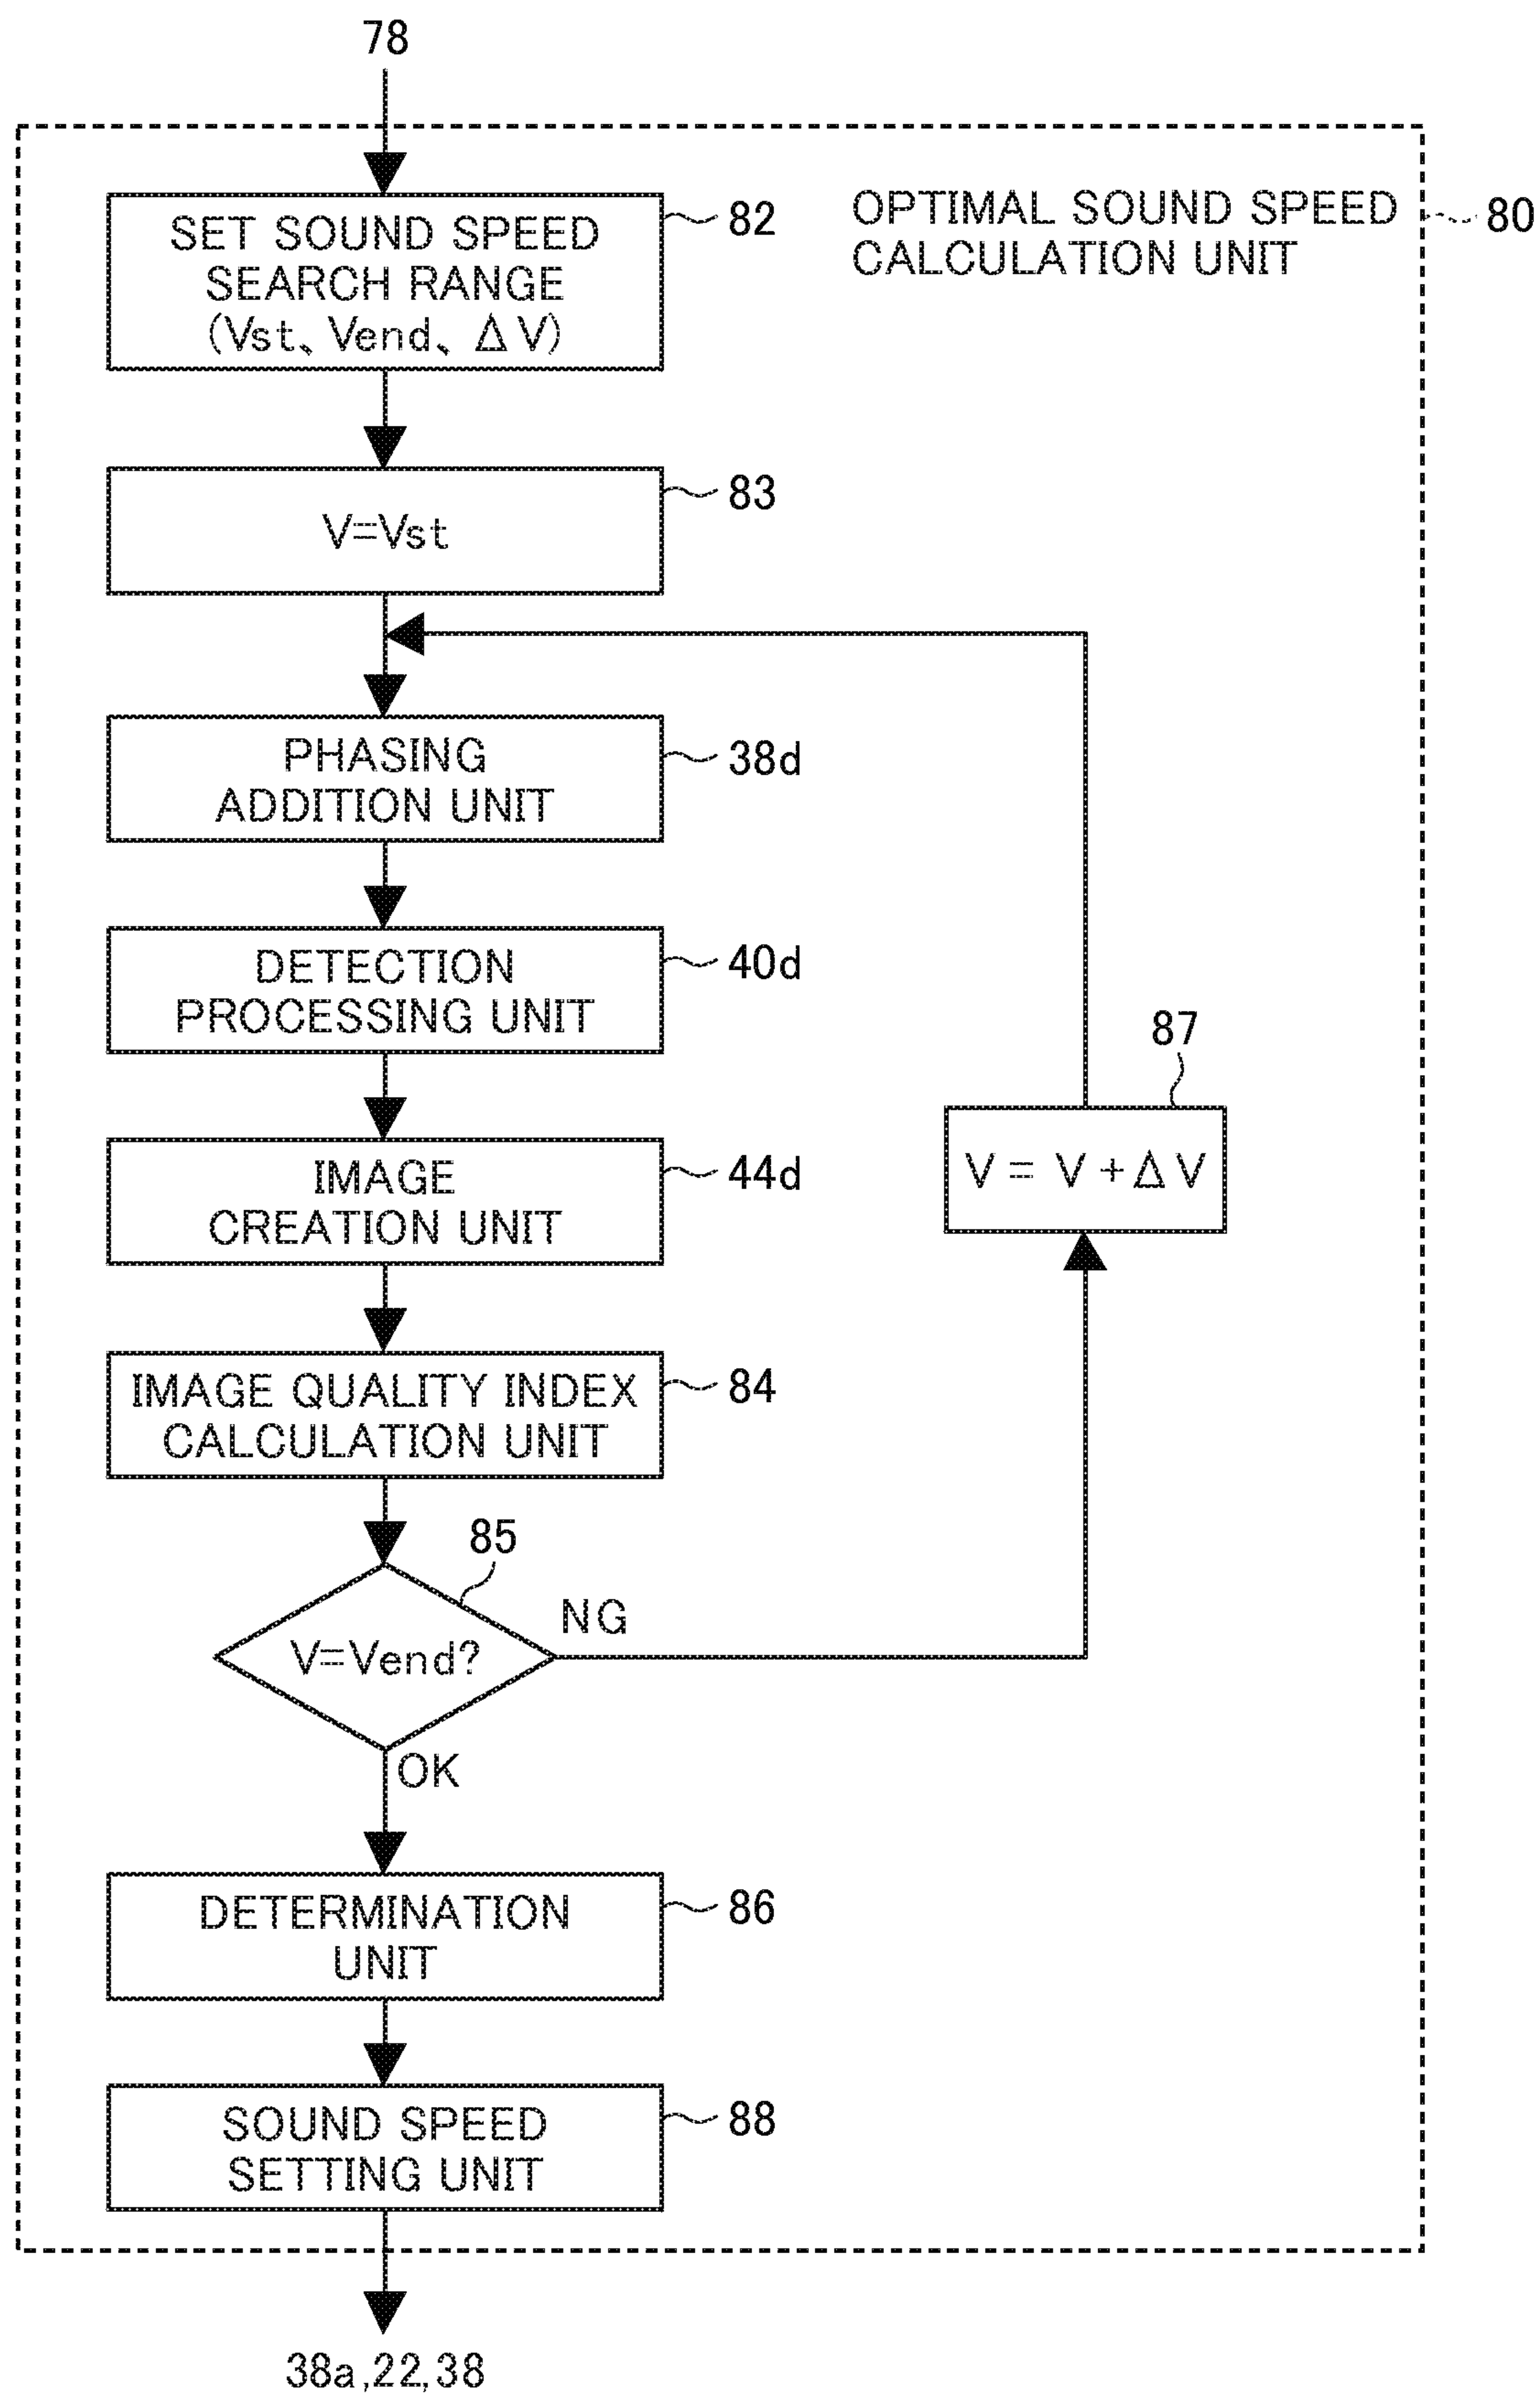 78
SET SOUND SPEED
SEARCH RANGE
(Vst、Vend、Δ V)
82
OPTIMAL SOUND SPEED
CALCULATION UNIT
80
V=Vst
83
PHASING
ADDITION UNIT
38d
DETECTION
PROCESSING UNIT
40d
87
V = V + Δ V
IMAGE
CREATION UNIT
44d
IMAGE QUALITY INDEX
CALCULATION UNIT
84
85
V=Vend?
NG
OK
DETERMINATION
UNIT
86
SOUND SPEED
SETTING UNIT
88
38a,22,38